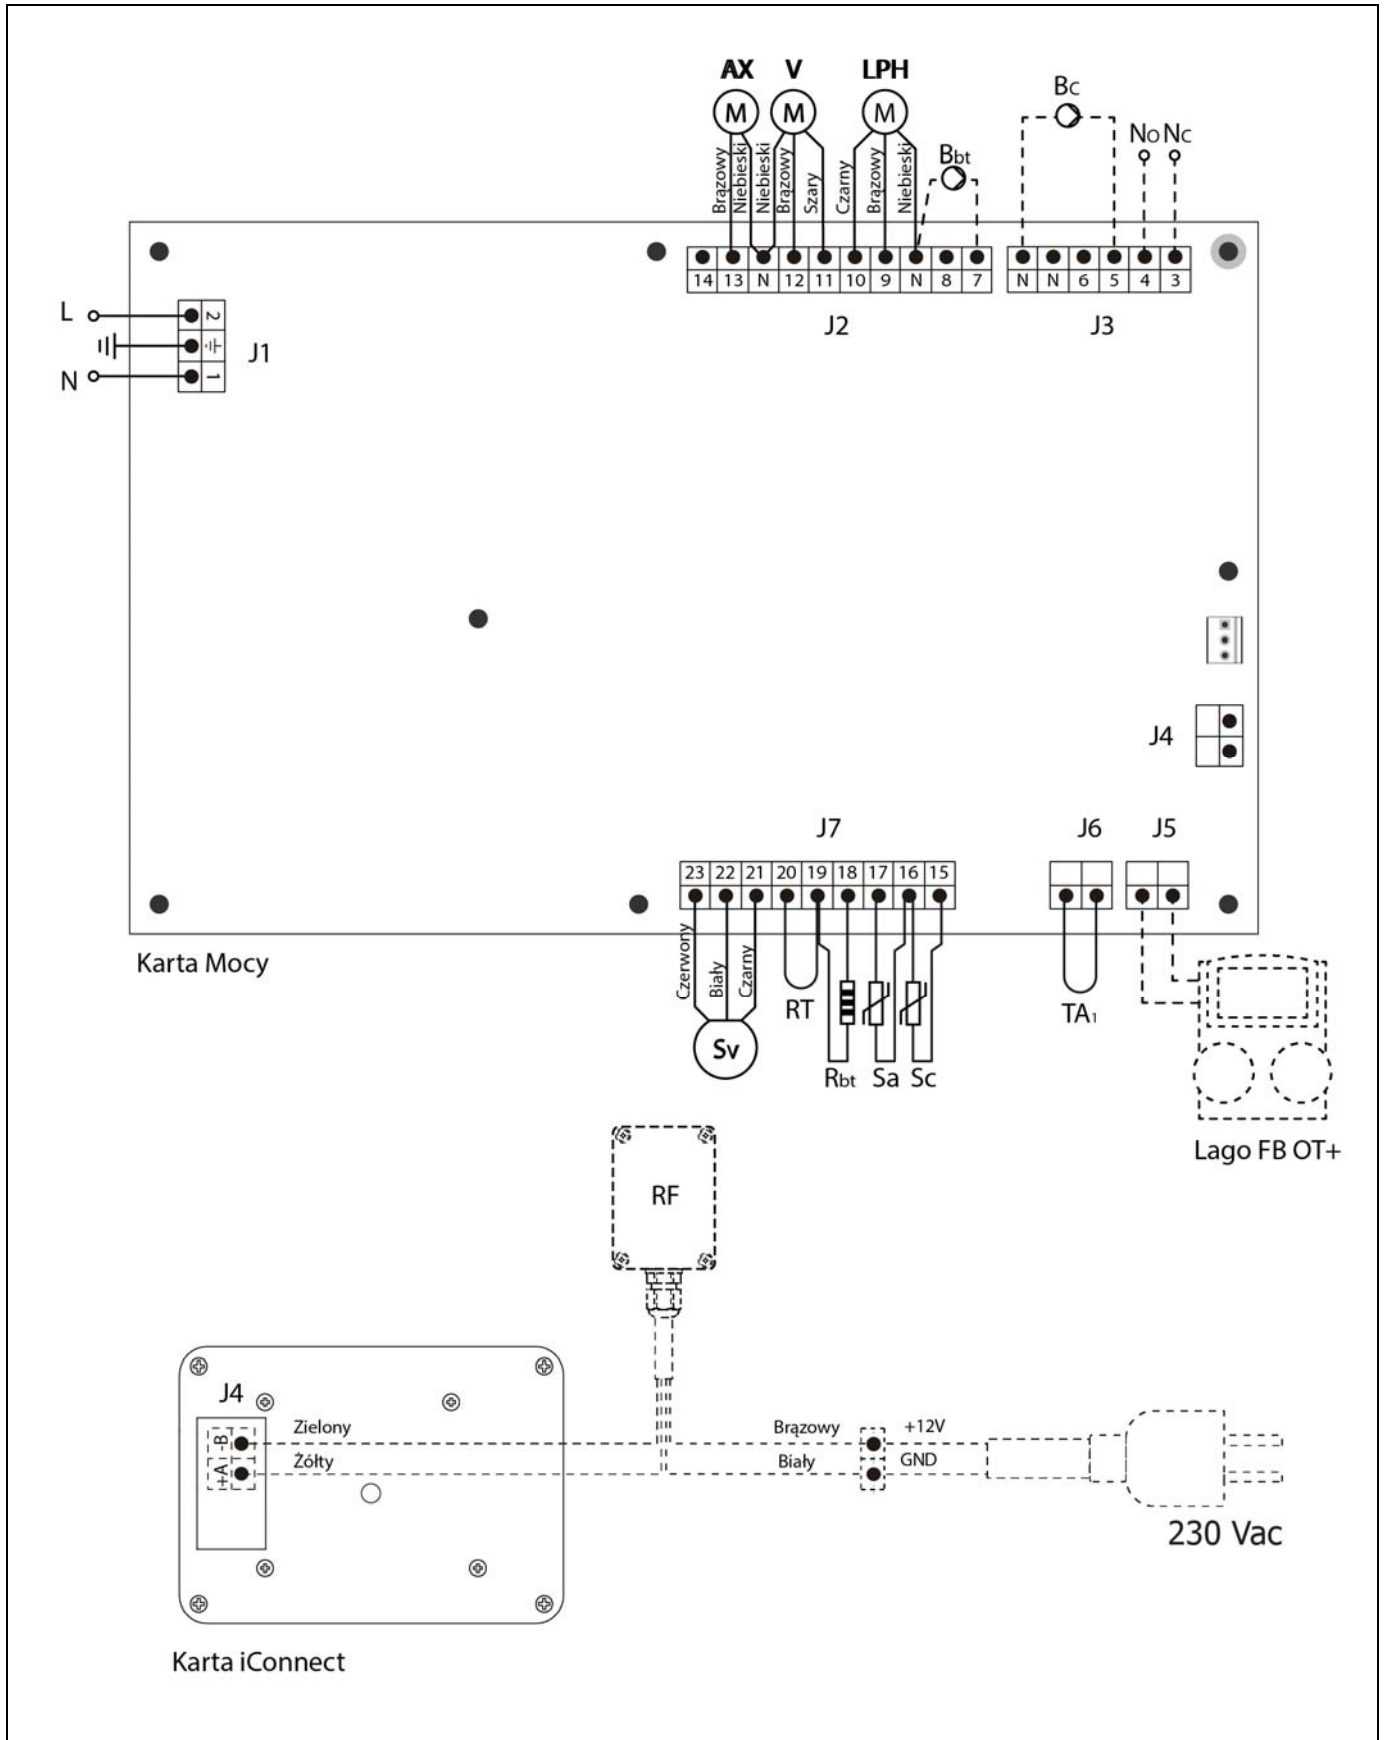 AX V LPH
M M M
BC
NO NC
Bbt
Brązowy
Niebieski
Niebieski
Brązowy
Szary
Czarny
Brązowy
Niebieski
14 13 N 12 11 10 9 N 8 7
N N 6 5 4 3
J2
J3
L
2
J1
N
1
J4
J7
J6
J5
23 22 21 20 19 18 17 16 15
Czerwony
Biały
Czarny
Karta Mocy
RT
TA1
Sv
Rbt Sa Sc
Lago FB OT+
RF
J4
-B
Zielony
Brązowy
+12V
+A
Żółty
Biały
GND
230 Vac
Karta iConnect